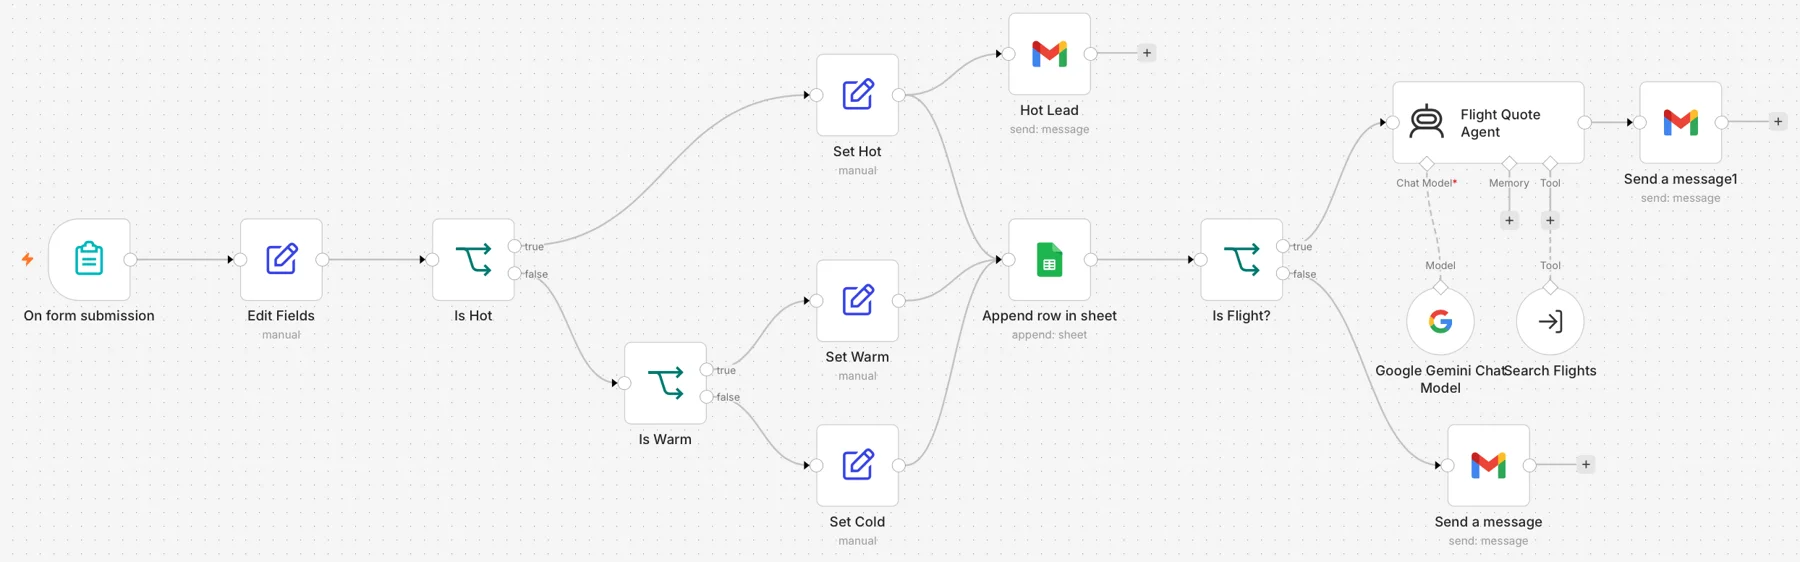 Hot Lead
send: message
Set Hot
manual
Flight Quote
Agent
Chat Model*
Memory
Tool
Send a message1
send: message
On form submission
Edit Fields
manual
true
false
Is Hot
true
false
Is Warm
Set Warm
manual
Set Cold
manual
Append row in sheet
append: sheet
true
false
Is Flight?
Model
Tool
Google Gemini Chat
Model
Search Flights
Send a message
send: message